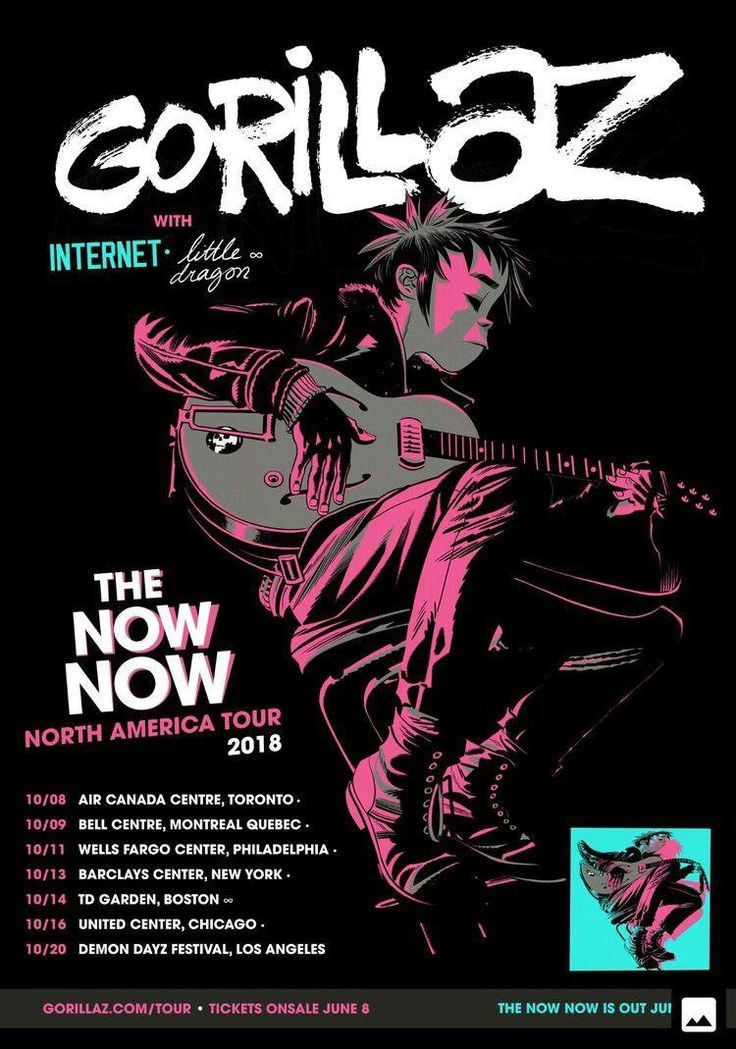 GORiLLaZ
WITH
INTERNET • little ∞
dragon
THE
NOW
NOW
NORTH AMERICA TOUR
2018
10/08 AIR CANADA CENTRE, TORONTO •
10/09 BELL CENTRE, MONTREAL QUEBEC •
10/11 WELLS FARGO CENTER, PHILADELPHIA •
10/13 BARCLAYS CENTER, NEW YORK •
10/14 TD GARDEN, BOSTON ∞
10/16 UNITED CENTER, CHICAGO •
10/20 DEMON DAYZ FESTIVAL, LOS ANGELES
GORILLAZ.COM/TOUR • TICKETS ONSALE JUNE 8 THE NOW NOW IS OUT